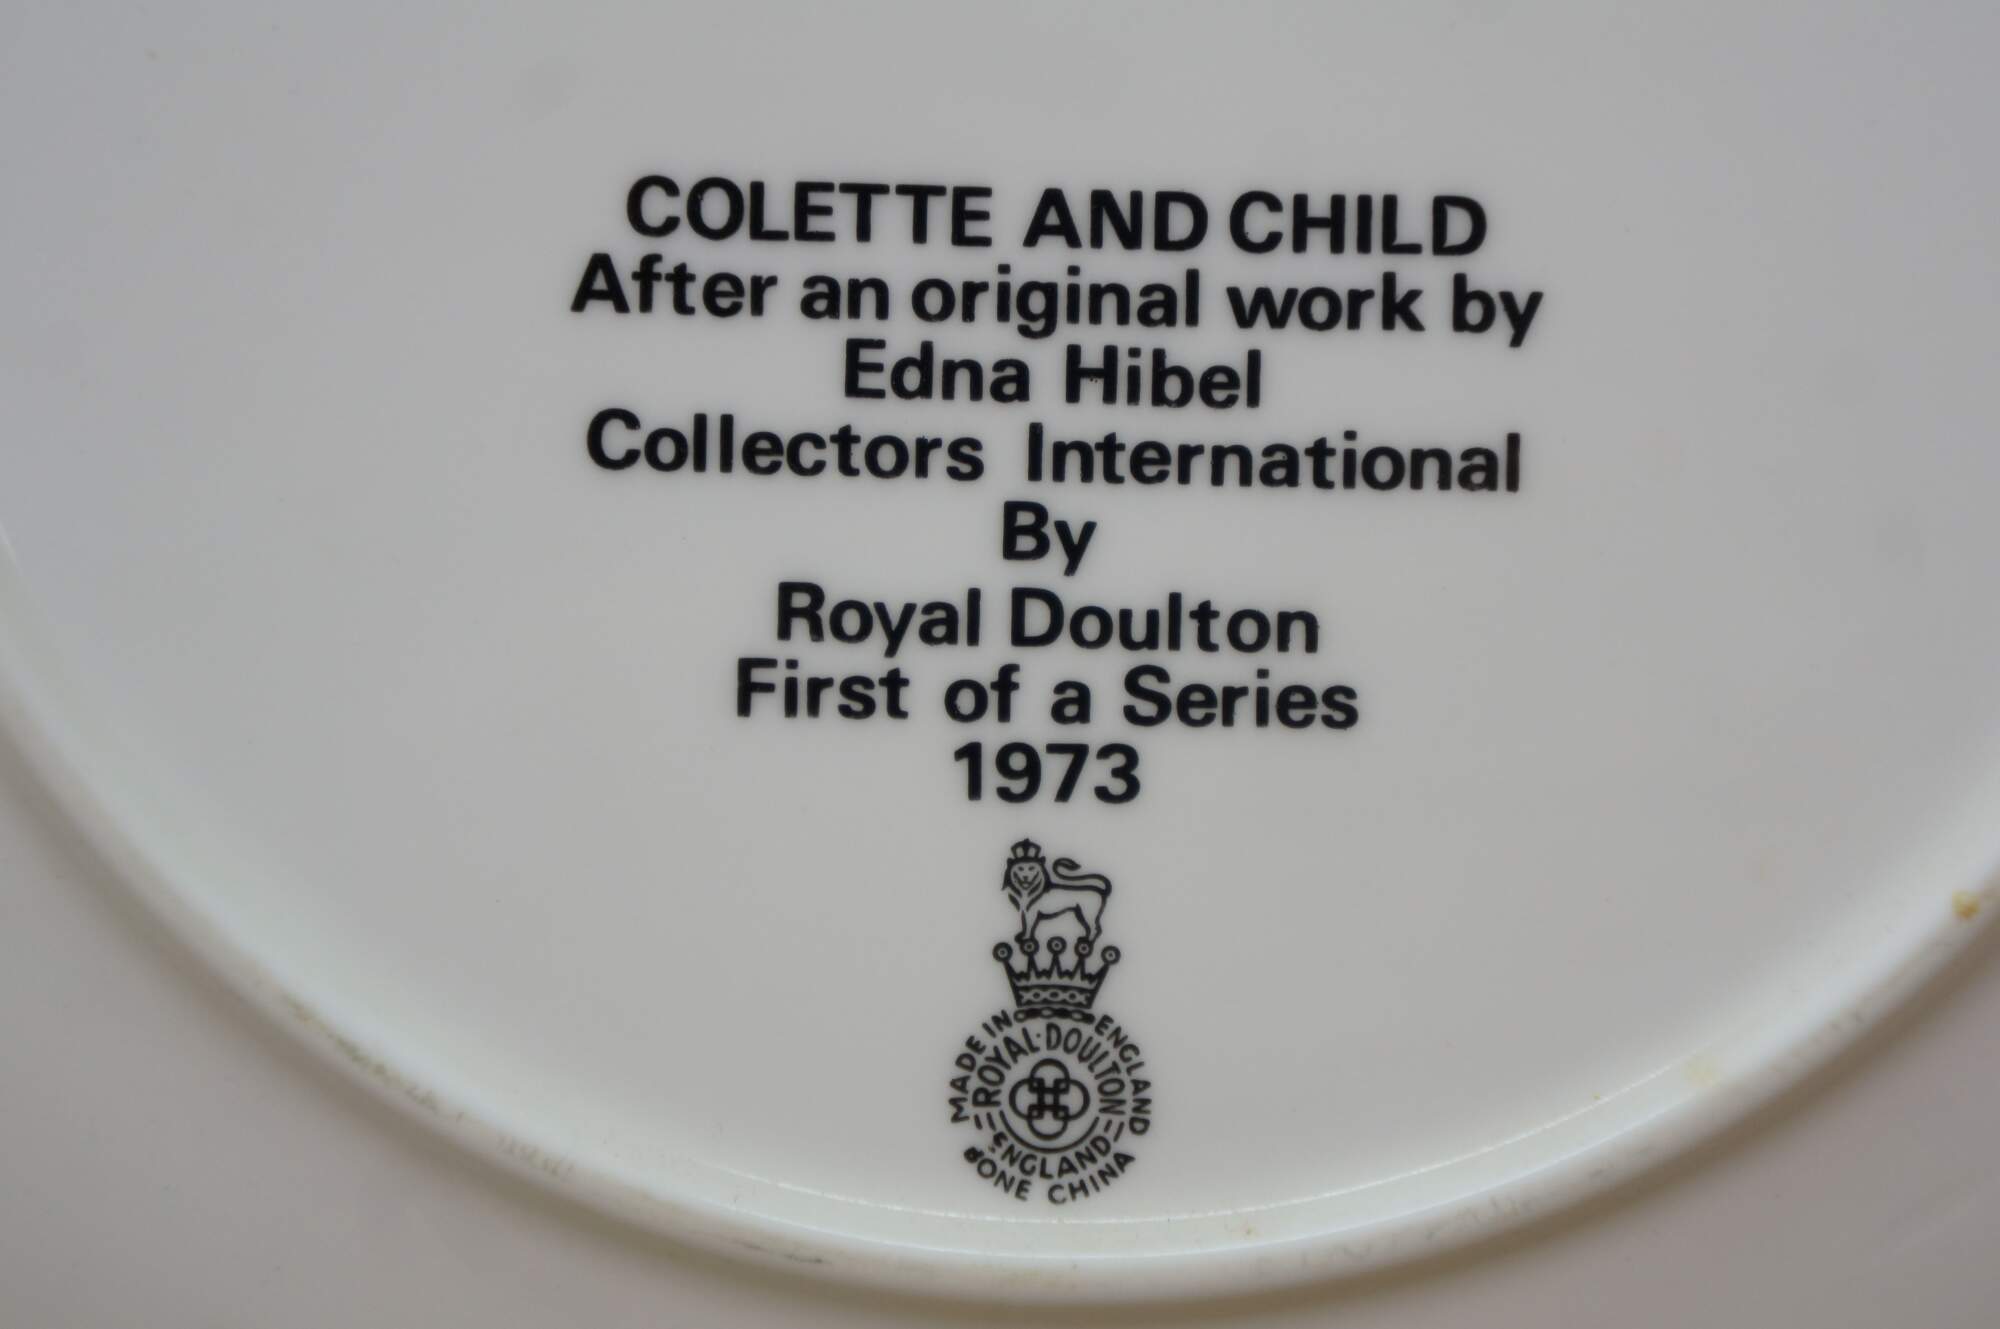 COLETTE AND CHILD
After an original work by
Edna Hibel
Collectors International
By
Royal Doulton
First of a Series
1973
MADE IN ENGLAND
ROYAL·DOULTON
ENGLAND
BONE CHINA